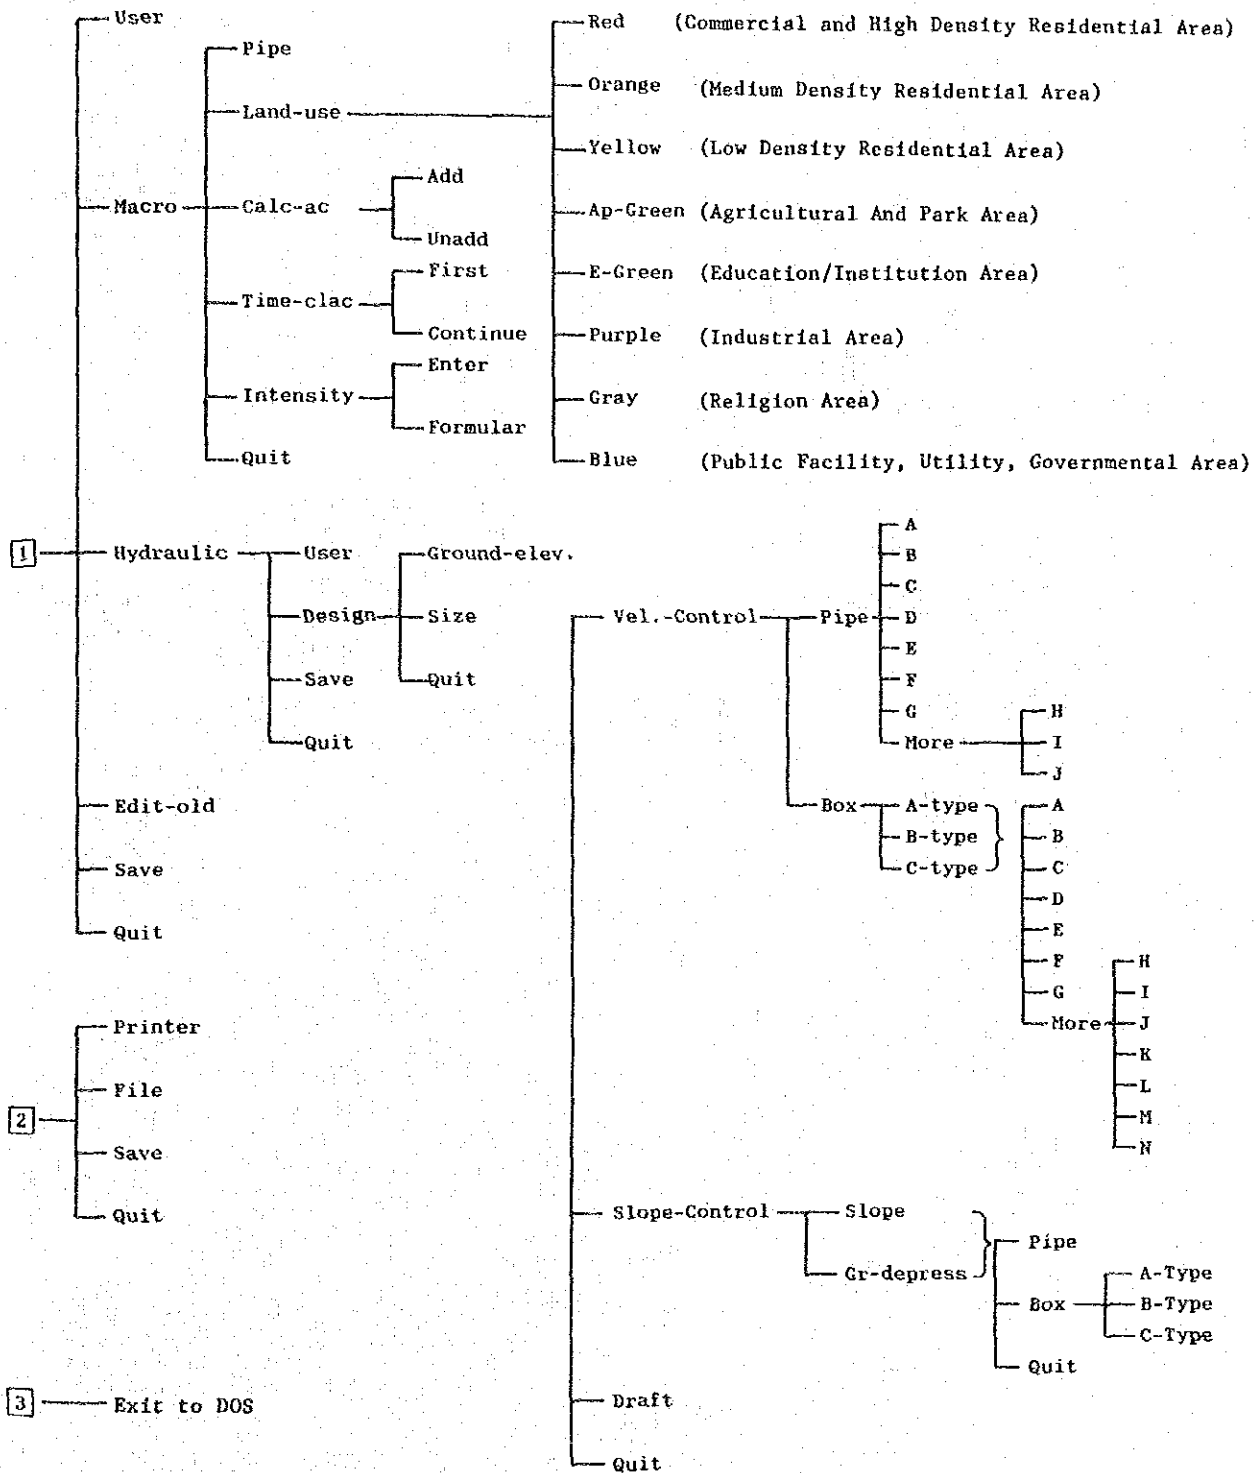 User
Macro
Pipe
Land-use
Calc-ac
Add
Unadd
Time-clac
First
Continue
Intensity
Enter
Formular
Quit
Red (Commercial and High Density Residential Area)
Orange (Medium Density Residential Area)
Yellow (Low Density Residential Area)
Ap-Green (Agricultural And Park Area)
E-Green (Education/Institution Area)
Purple (Industrial Area)
Gray (Religion Area)
Blue (Public Facility, Utility, Governmental Area)
1
Hydraulic
User
Design
Ground-elev.
Size
Quit
Save
Quit
Edit-old
Save
Quit
2
Printer
File
Save
Quit
3
Exit to DOS
Vel.-Control
Pipe
A
B
C
D
E
F
G
More
H
I
J
Box
A-type
B-type
C-type
A
B
C
D
E
F
G
More
H
I
J
K
L
M
N
Slope-Control
Slope
Gr-depress
Pipe
Box
A-Type
B-Type
C-Type
Quit
Draft
Quit